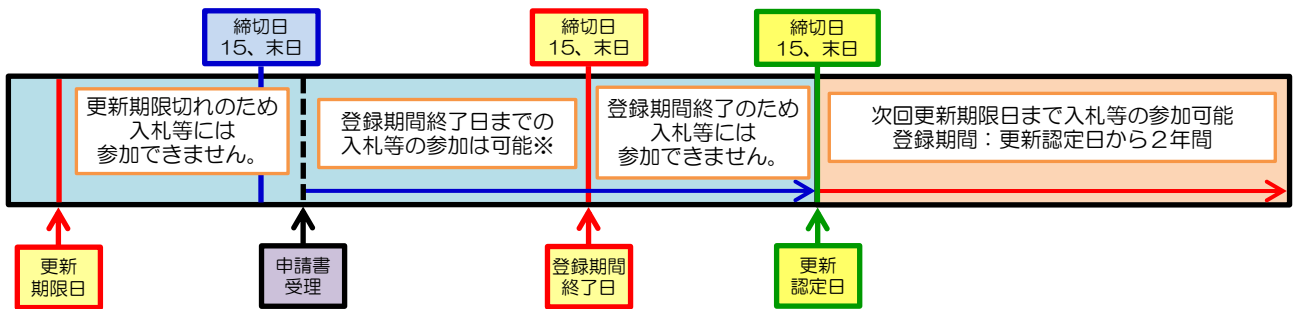 締切日
15、末日
締切日
15、末日
締切日
15、末日
更新期限切れのため
入札等には
参加できません。
登録期間終了日までの
入札等の参加は可能※
登録期間終了のため
入札等には
参加できません。
次回更新期限日まで入札等の参加可能
登録期間：更新認定日から２年間
更新
期限日
申請書
受理
登録期間
終了日
更新
認定日